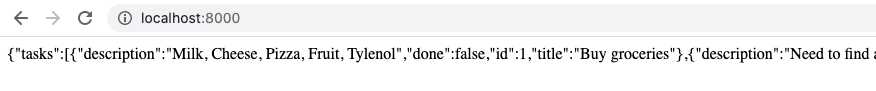 localhost:8000
{"tasks":[{"description":"Milk, Cheese, Pizza, Fruit, Tylenol","done":false,"id":1,"title":"Buy groceries"},{"description":"Need to find a